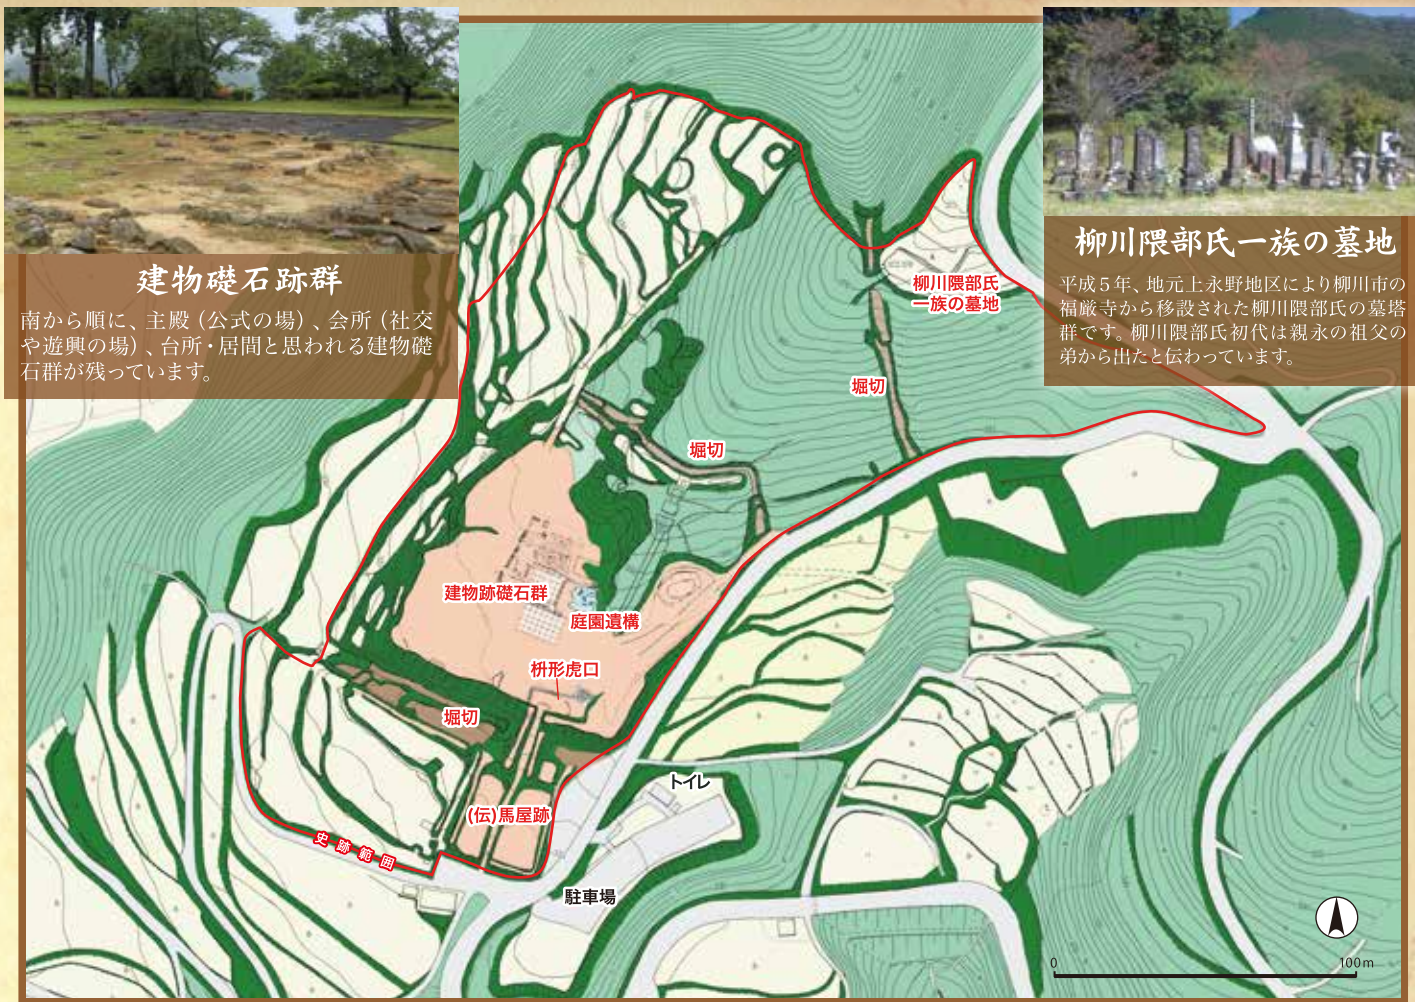 建物礎石跡群
南から順に、主殿（公式の場）、会所（社交
や遊興の場）、台所・居間と思われる建物礎
石群が残っています。
柳川隈部氏一族の墓地
平成５年、地元上永野地区により柳川市の
福厳寺から移設された柳川隈部氏の墓塔
群です。柳川隈部氏初代は親永の祖父の
弟から出たと伝わっています。
柳川隈部氏
一族の墓地
堀切
堀切
建物跡礎石群
庭園遺構
枡形虎口
堀切
(伝)馬屋跡
トイレ
史跡範囲
駐車場
0
100m